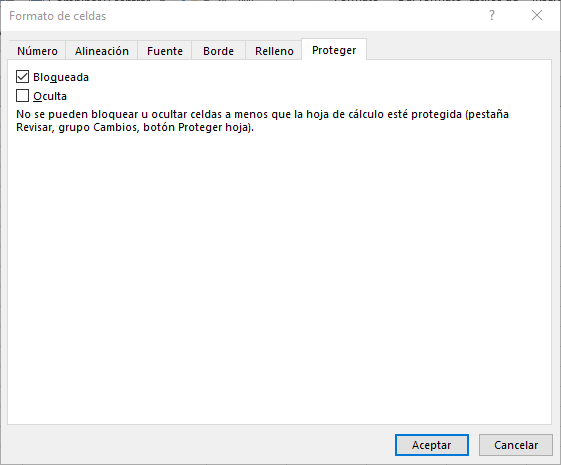 Formato de celdas
Número Alineación Fuente Borde Relleno Proteger
Bloqueada
Oculta
No se pueden bloquear u ocultar celdas a menos que la hoja de cálculo esté protegida (pestaña
Revisar, grupo Cambios, botón Proteger hoja).
Aceptar Cancelar